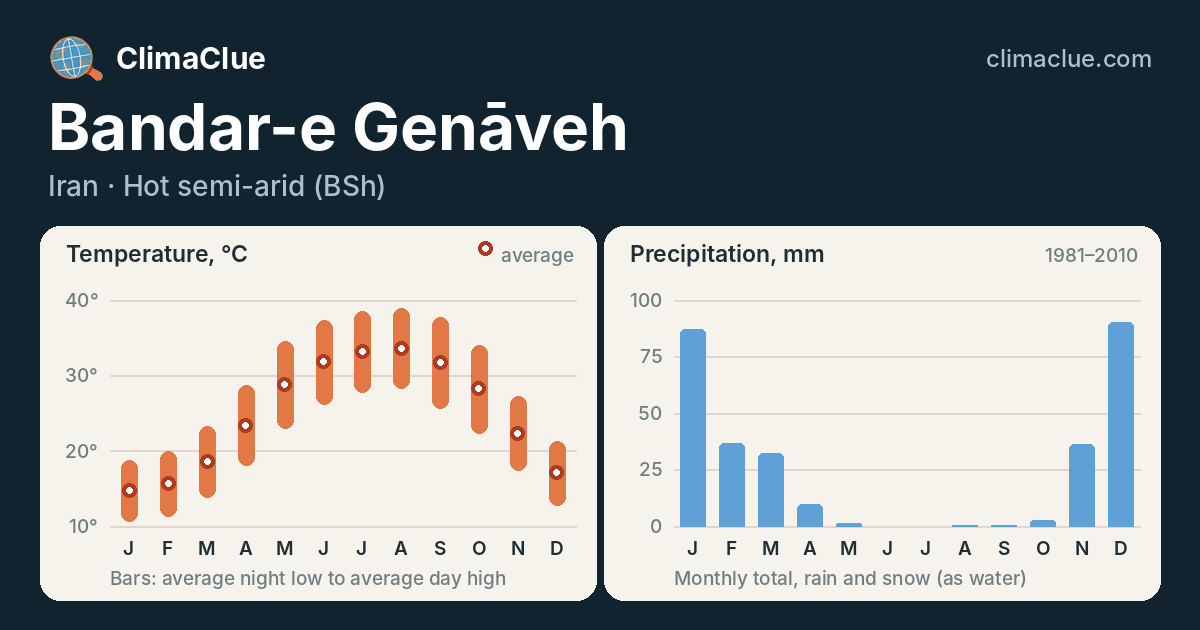 ClimaClue
climaclue.com
Bandar-e Genāveh
Iran · Hot semi-arid (BSh)
Temperature, °C
average
40°
30°
20°
10°
J F M A M J J A S O N D
Bars: average night low to average day high
Precipitation, mm
1981–2010
100
75
50
25
0
J F M A M J J A S O N D
Monthly total, rain and snow (as water)